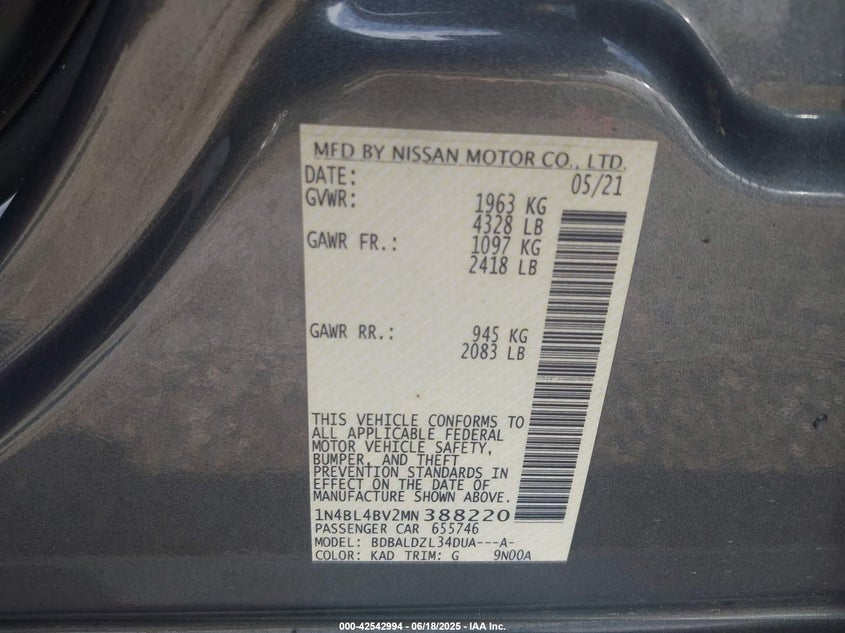 MFD BY NISSAN MOTOR CO., LTD.
DATE: 05/21
GVWR: 1963 KG
4328 LB
GAWR FR.: 1097 KG
2418 LB
GAWR RR.: 945 KG
2083 LB
THIS VEHICLE CONFORMS TO
ALL APPLICABLE FEDERAL
MOTOR VEHICLE SAFETY,
BUMPER, AND THEFT
PREVENTION STANDARDS IN
EFFECT ON THE DATE OF
MANUFACTURE SHOWN ABOVE.
1N4BL4BV2MN388220
PASSENGER CAR 655746
MODEL: BDBALDZL34DUA---A-
COLOR: KAD TRIM: G 9N00A
000-42542994 - 06/18/2025 - IAA Inc.